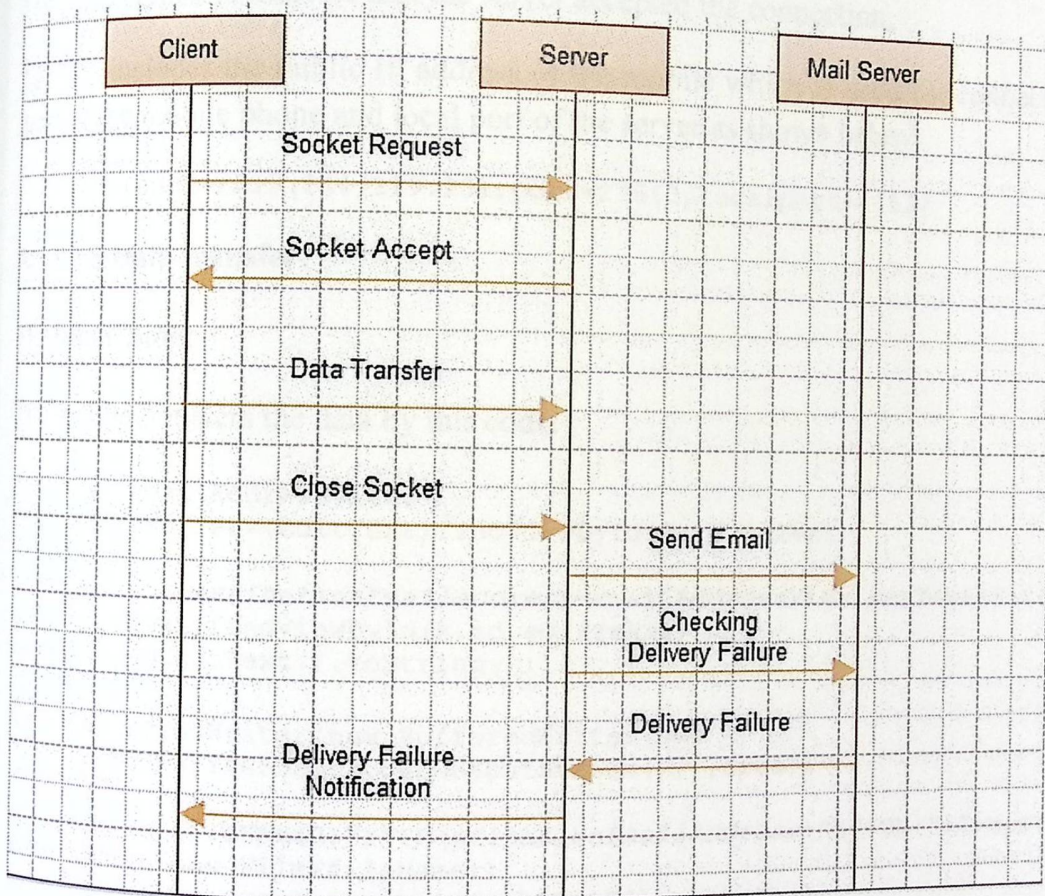 Client
Server
Mail Server
Socket Request
Socket Accept
Data Transfer
Close Socket
Send Email
Checking
Delivery Failure
Delivery Failure
Delivery Failure
Notification